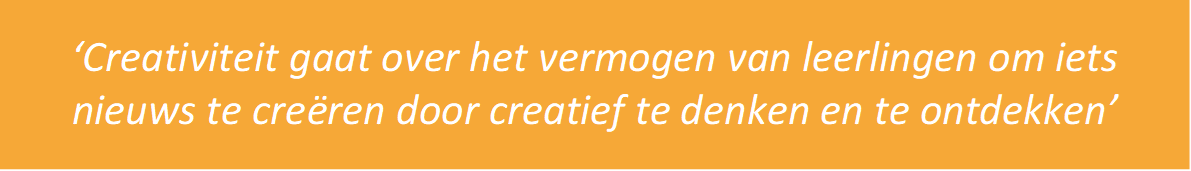 ‘Creativiteit gaat over het vermogen van leerlingen om iets
nieuws te creëren door creatief te denken en te ontdekken’